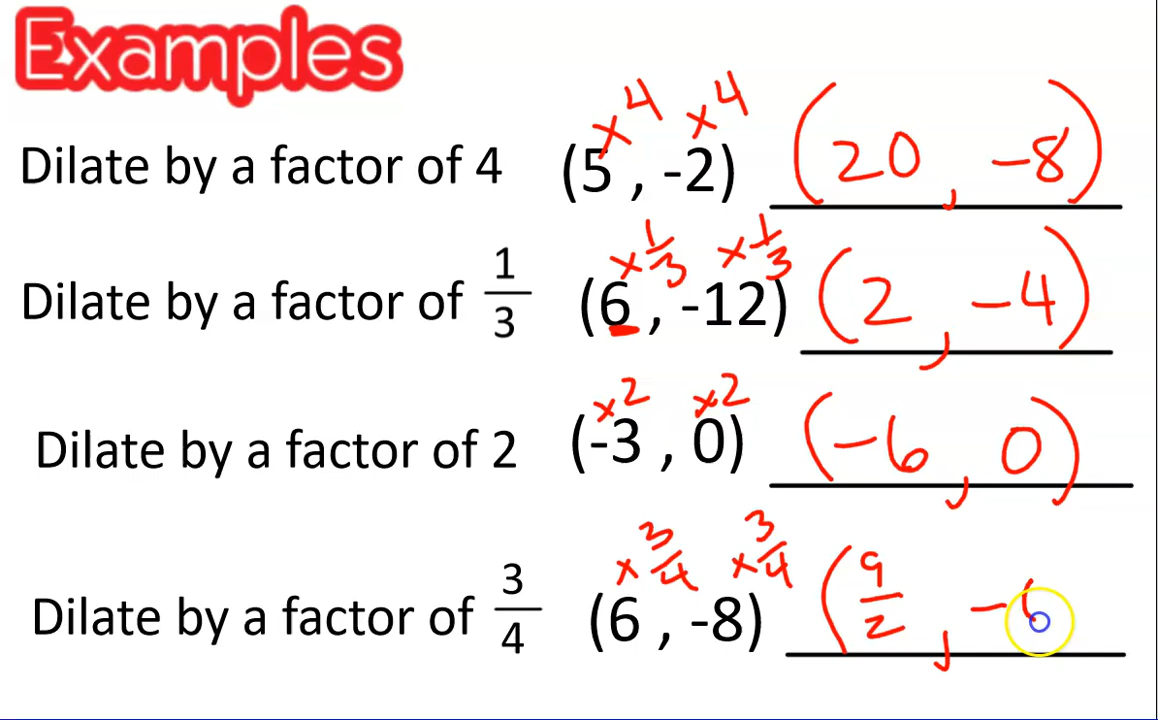 Examples
×4 ×4
Dilate by a factor of 4 (5 , -2) (20 , -8)
×1/3 ×1/3
Dilate by a factor of 1/3 (6 , -12) (2 , -4)
×2 ×2
Dilate by a factor of 2 (-3 , 0) (-6 , 0)
×3/4 ×3/4
Dilate by a factor of 3/4 (6 , -8) (9/2 , -6